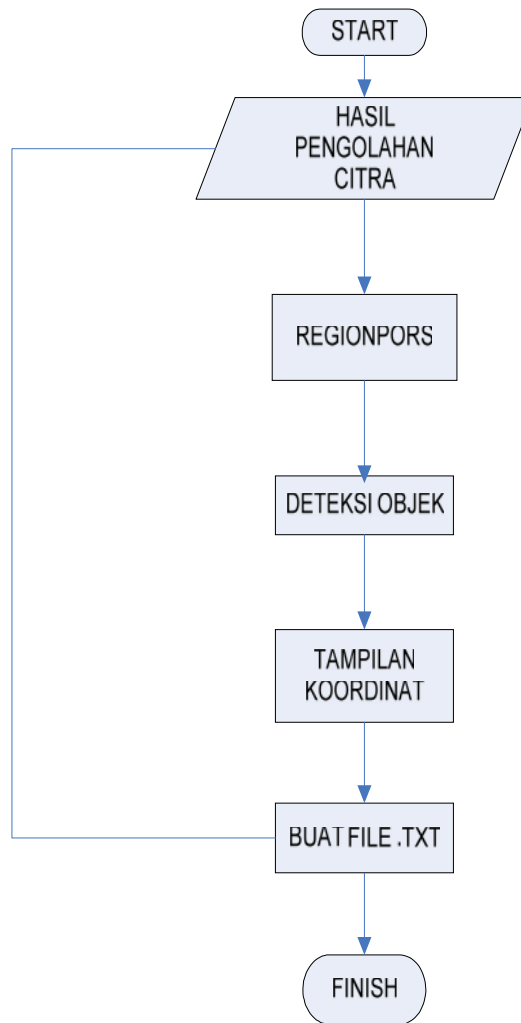 START
HASIL
PENGOLAHAN
CITRA
REGIONPORS
DETEKSI OBJEK
TAMPILAN
KOORDINAT
BUAT FILE .TXT
FINISH